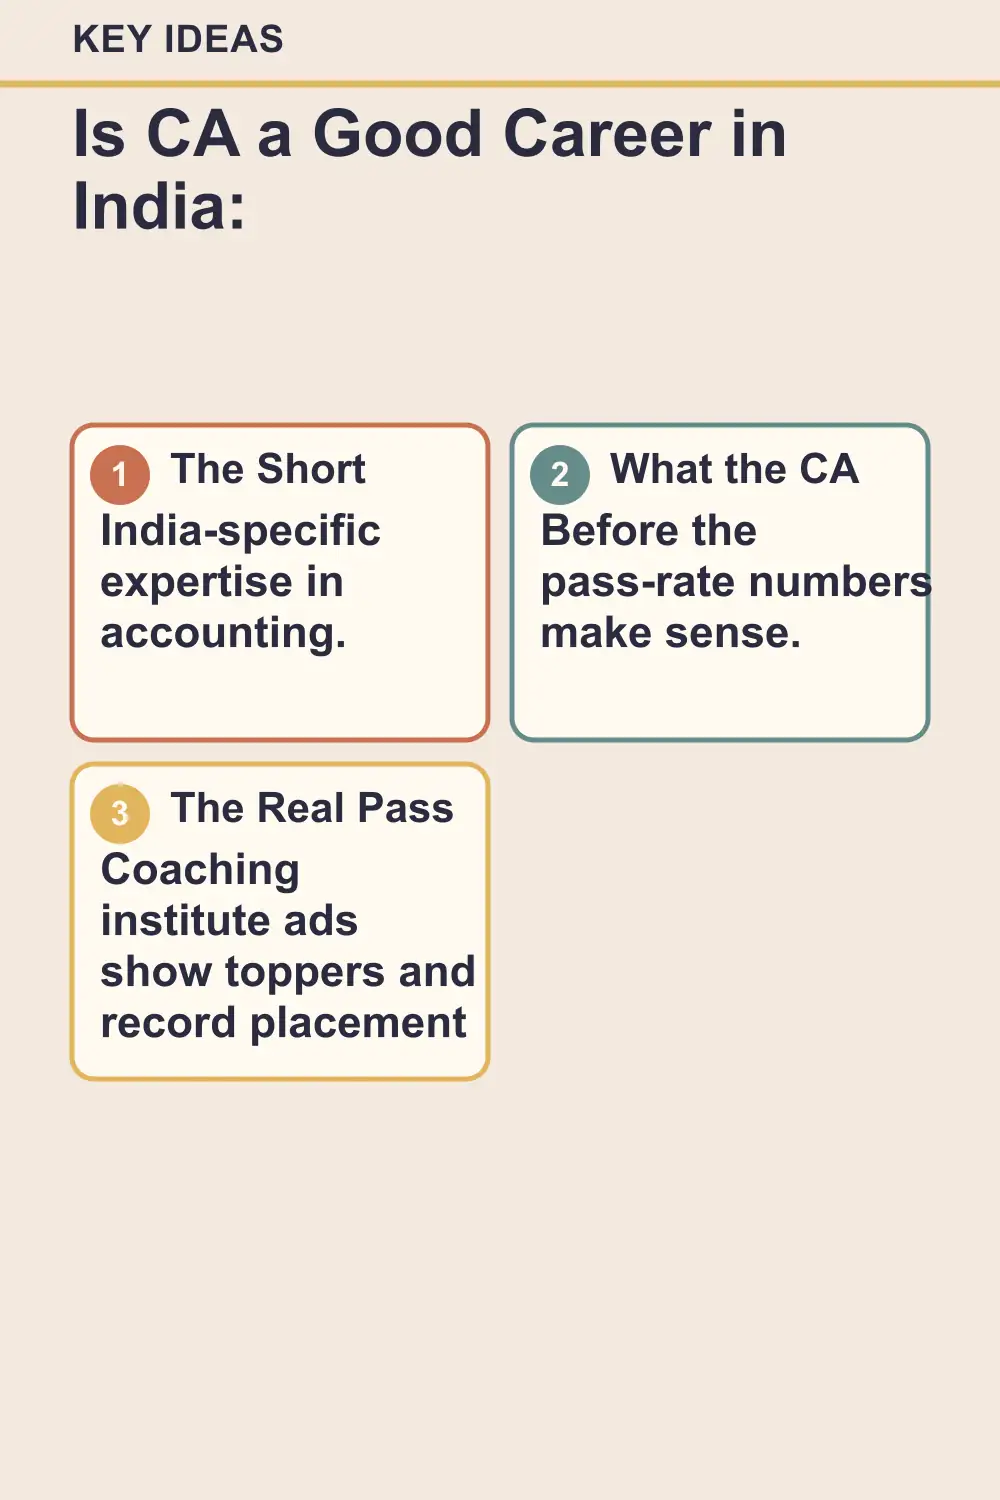 KEY IDEAS
Is CA a Good Career in
India:
1 The Short
India-specific
expertise in
accounting.
2 What the CA
Before the
pass-rate numbers
make sense.
3 The Real Pass
Coaching
institute ads
show toppers and
record placement